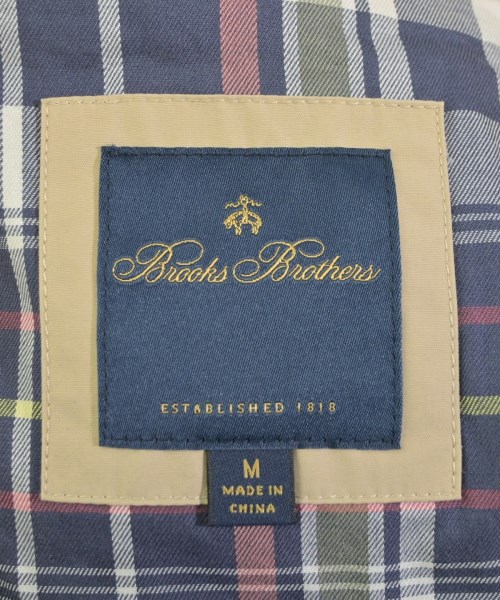 Brooks Brothers
ESTABLISHED 1818
M
MADE IN
CHINA